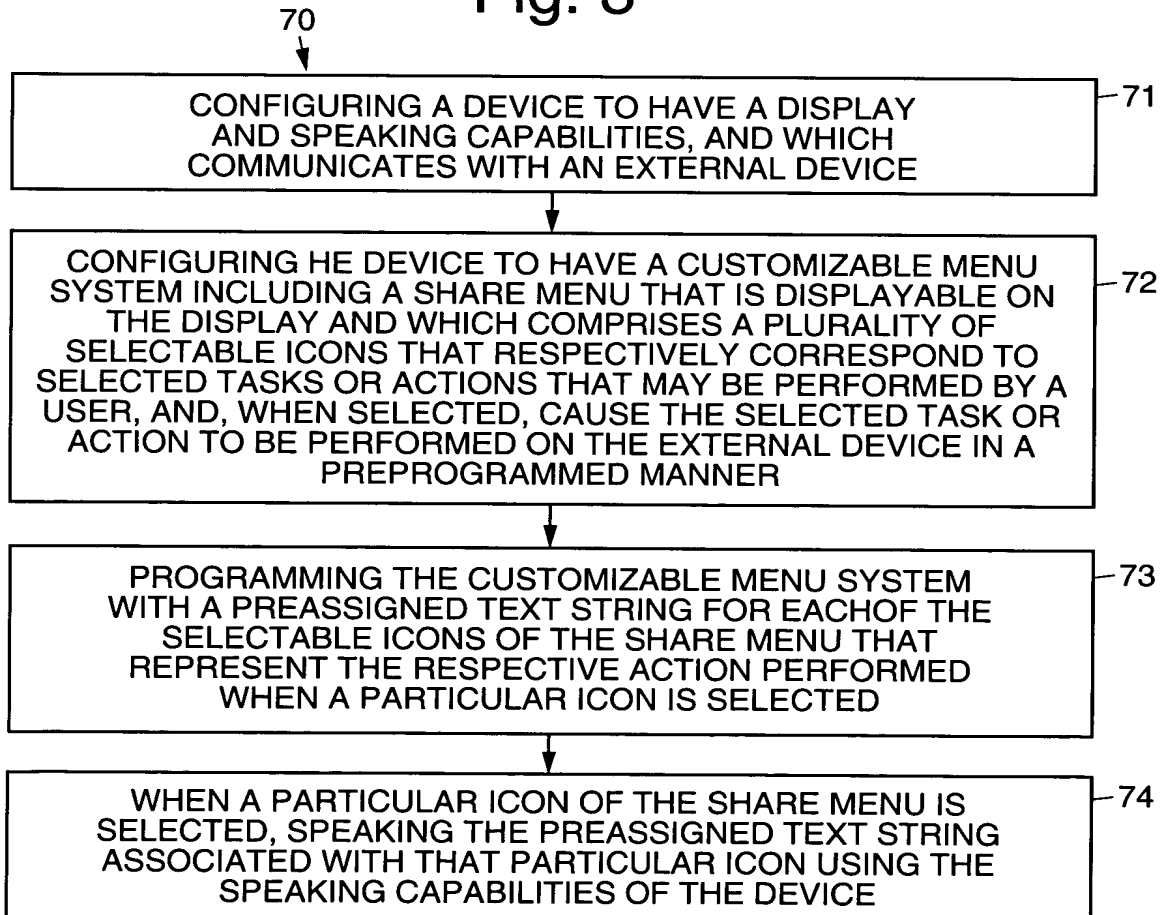 Fig.
70
CONFIGURING A DEVICE TO HAVE A DISPLAY
AND SPEAKING CAPABILITIES, AND WHICH
COMMUNICATES WITH AN EXTERNAL DEVICE
71
CONFIGURING HE DEVICE TO HAVE A CUSTOMIZABLE MENU
SYSTEM INCLUDING A SHARE MENU THAT IS DISPLAYABLE ON
THE DISPLAY AND WHICH COMPRISES A PLURALITY OF
SELECTABLE ICONS THAT RESPECTIVELY CORRESPOND TO
SELECTED TASKS OR ACTIONS THAT MAY BE PERFORMED BY A
USER, AND, WHEN SELECTED, CAUSE THE SELECTED TASK OR
ACTION TO BE PERFORMED ON THE EXTERNAL DEVICE IN A
PREPROGRAMMED MANNER
72
PROGRAMMING THE CUSTOMIZABLE MENU SYSTEM
WITH A PREASSIGNED TEXT STRING FOR EACHOF THE
SELECTABLE ICONS OF THE SHARE MENU THAT
REPRESENT THE RESPECTIVE ACTION PERFORMED
WHEN A PARTICULAR ICON IS SELECTED
73
WHEN A PARTICULAR ICON OF THE SHARE MENU IS
SELECTED, SPEAKING THE PREASSIGNED TEXT STRING
ASSOCIATED WITH THAT PARTICULAR ICON USING THE
SPEAKING CAPABILITIES OF THE DEVICE
74